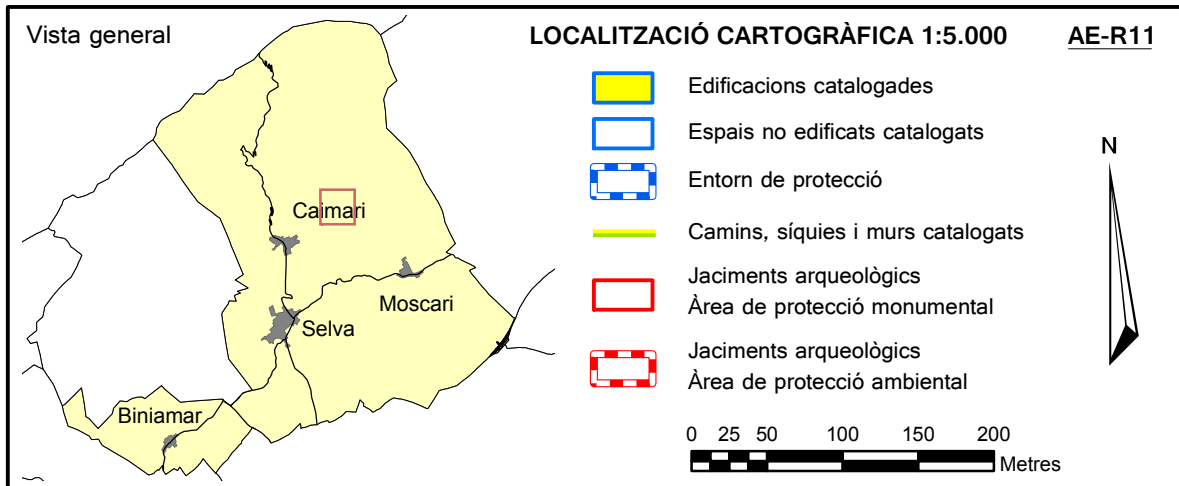 Vista general
Caimari
Moscari
Selva
Biniamar
LOCALITZACIÓ CARTOGRÀFICA 1:5.000 AE-R11
Edificacions catalogades
Espais no edificats catalogats
Entorn de protecció
Camins, síquies i murs catalogats
Jaciments arqueològics
Àrea de protecció monumental
Jaciments arqueològics
Àrea de protecció ambiental
N
0 25 50 100 150 200
Metres